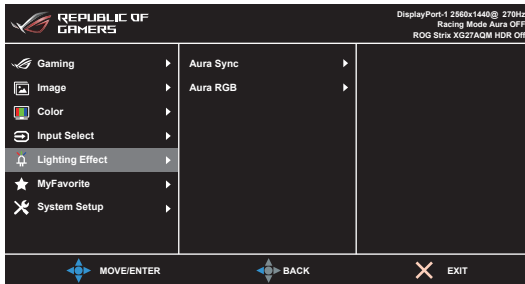 REPUBLIC OF
GAMERS
DisplayPort-1 2560x1440@ 270Hz
Racing Mode Aura OFF
ROG Strix XG27AQM HDR Off
Gaming
Image
Color
Input Select
Lighting Effect
MyFavorite
System Setup
Aura Sync
Aura RGB
MOVE/ENTER
BACK
EXIT